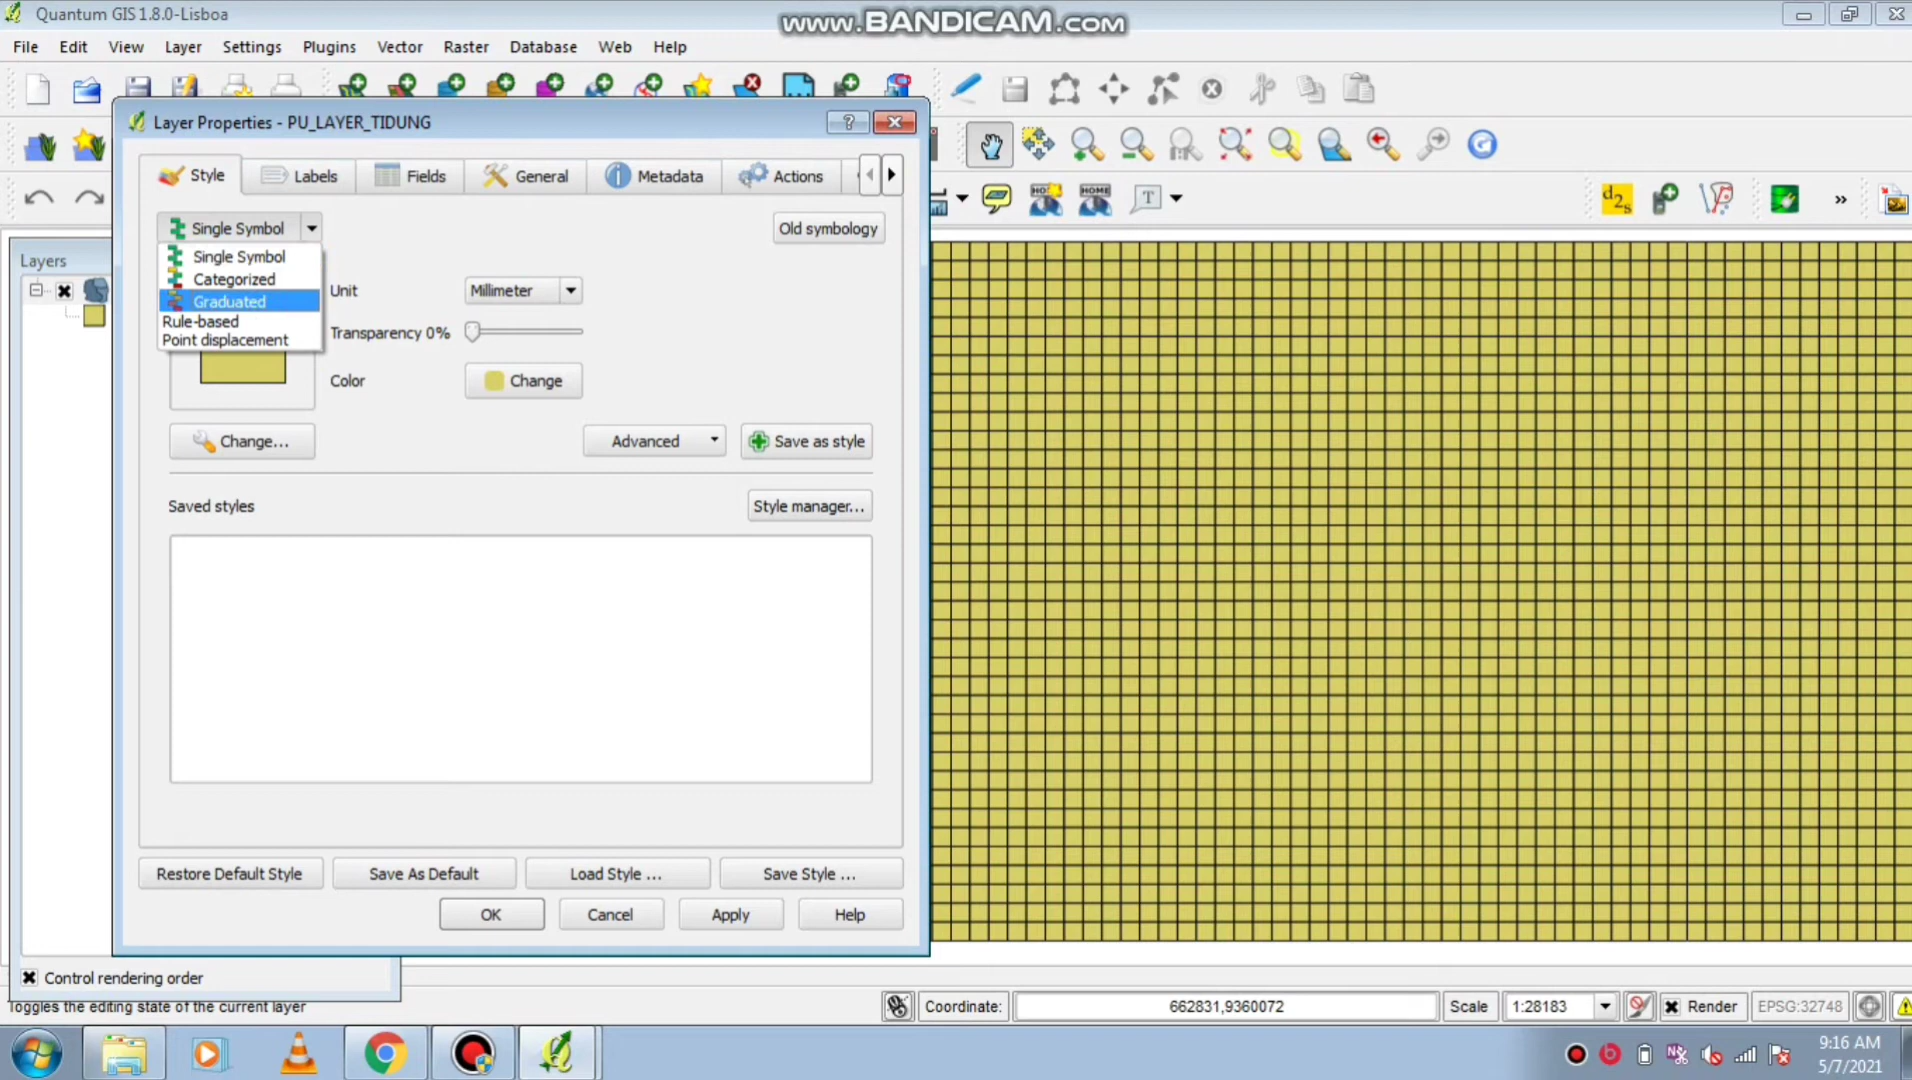 Quantum GIS 1.8.0-Lisboa
www.BANDICAM.com
File Edit View Layer Settings Plugins Vector Raster Database Web Help
Layer Properties - PU_LAYER_TIDUNG
Style Labels Fields General Metadata Actions
HOME
T
d2s
»
Single Symbol
Old symbology
Layers
Single Symbol
Categorized
Graduated
Rule-based
Point displacement
Unit Millimeter
Transparency 0%
Color Change
Change...
Advanced
Save as style
Saved styles
Style manager...
Restore Default Style Save As Default Load Style ... Save Style ...
OK Cancel Apply Help
Control rendering order
Toggles the editing state of the current layer
Coordinate: 662831,9360072 Scale 1:28183 Render EPSG:32748
9:16 AM
5/7/2021